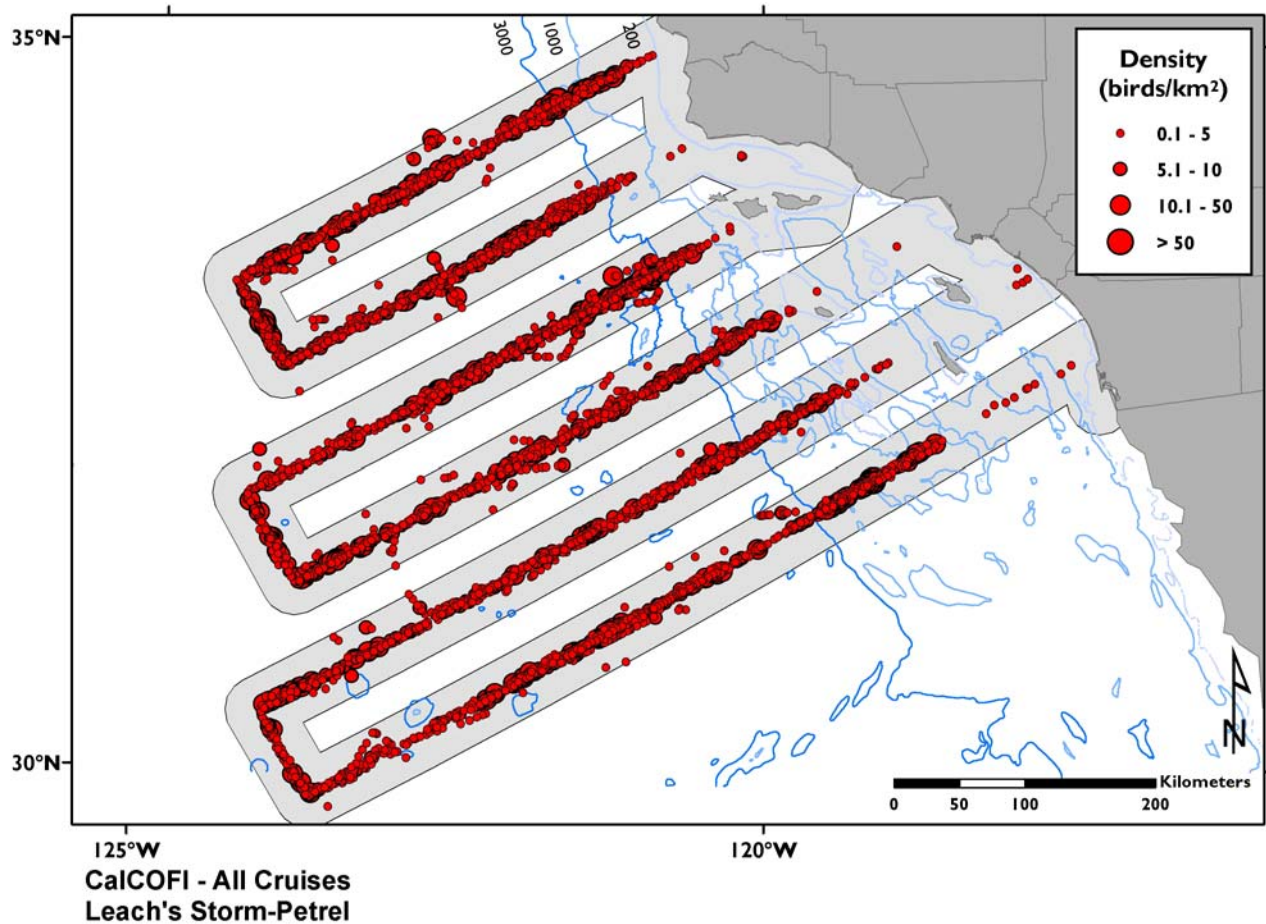 35°N
3000
1000
200
Density
(birds/km²)
0.1 - 5
5.1 - 10
10.1 - 50
> 50
30°N
N
Kilometers
0 50 100 200
125°W
120°W
CalCOFI - All Cruises
Leach's Storm-Petrel